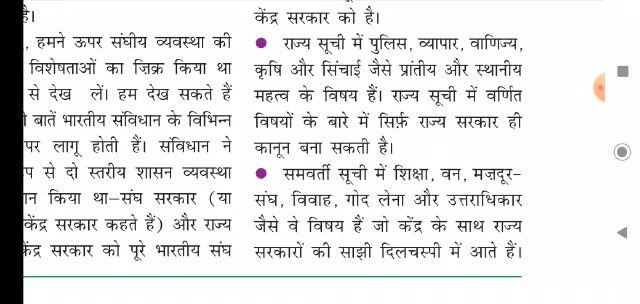 है।
, हमने ऊपर संघीय व्यवस्था की
विशेषताओं का ज़िक्र किया था
से देख लें। हम देख सकते हैं
बातें भारतीय संविधान के विभिन्न
पर लागू होती हैं। संविधान ने
से दो स्तरीय शासन व्यवस्था
किया था–संघ सरकार (या
केंद्र सरकार कहते हैं) और राज्य
केंद्र सरकार को पूरे भारतीय संघ
केंद्र सरकार को है।
● राज्य सूची में पुलिस, व्यापार, वाणिज्य,
कृषि और सिंचाई जैसे प्रांतीय और स्थानीय
महत्व के विषय हैं। राज्य सूची में वर्णित
विषयों के बारे में सिर्फ़ राज्य सरकार ही
कानून बना सकती है।
● समवर्ती सूची में शिक्षा, वन, मज़दूर–
संघ, विवाह, गोद लेना और उत्तराधिकार
जैसे वे विषय हैं जो केंद्र के साथ राज्य
सरकारों की साझी दिलचस्पी में आते हैं।